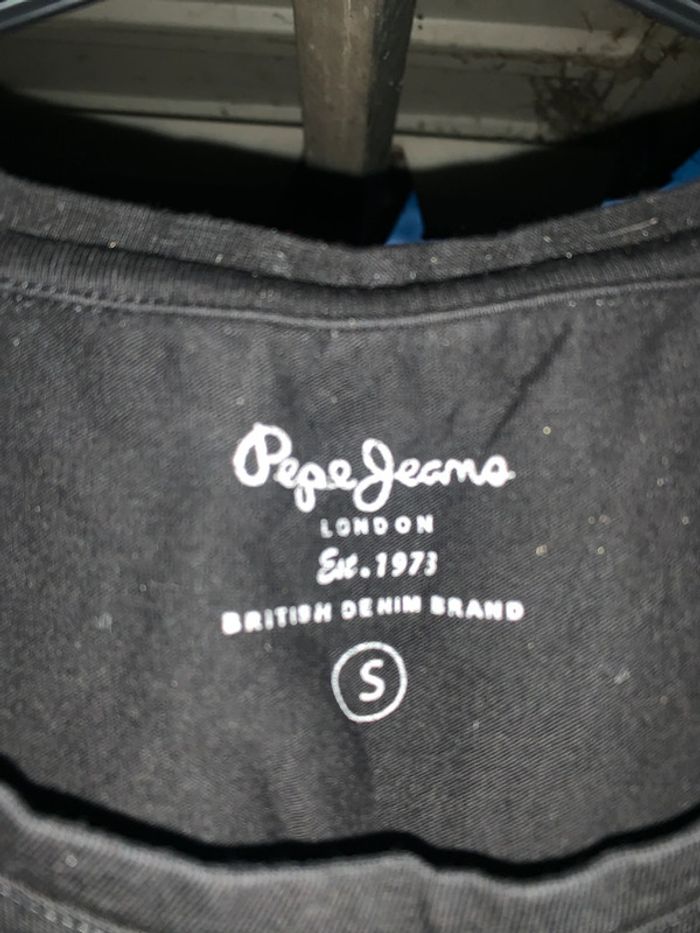 Pepe Jeans
LONDON
Est. 1973
BRITISH DENIM BRAND
S